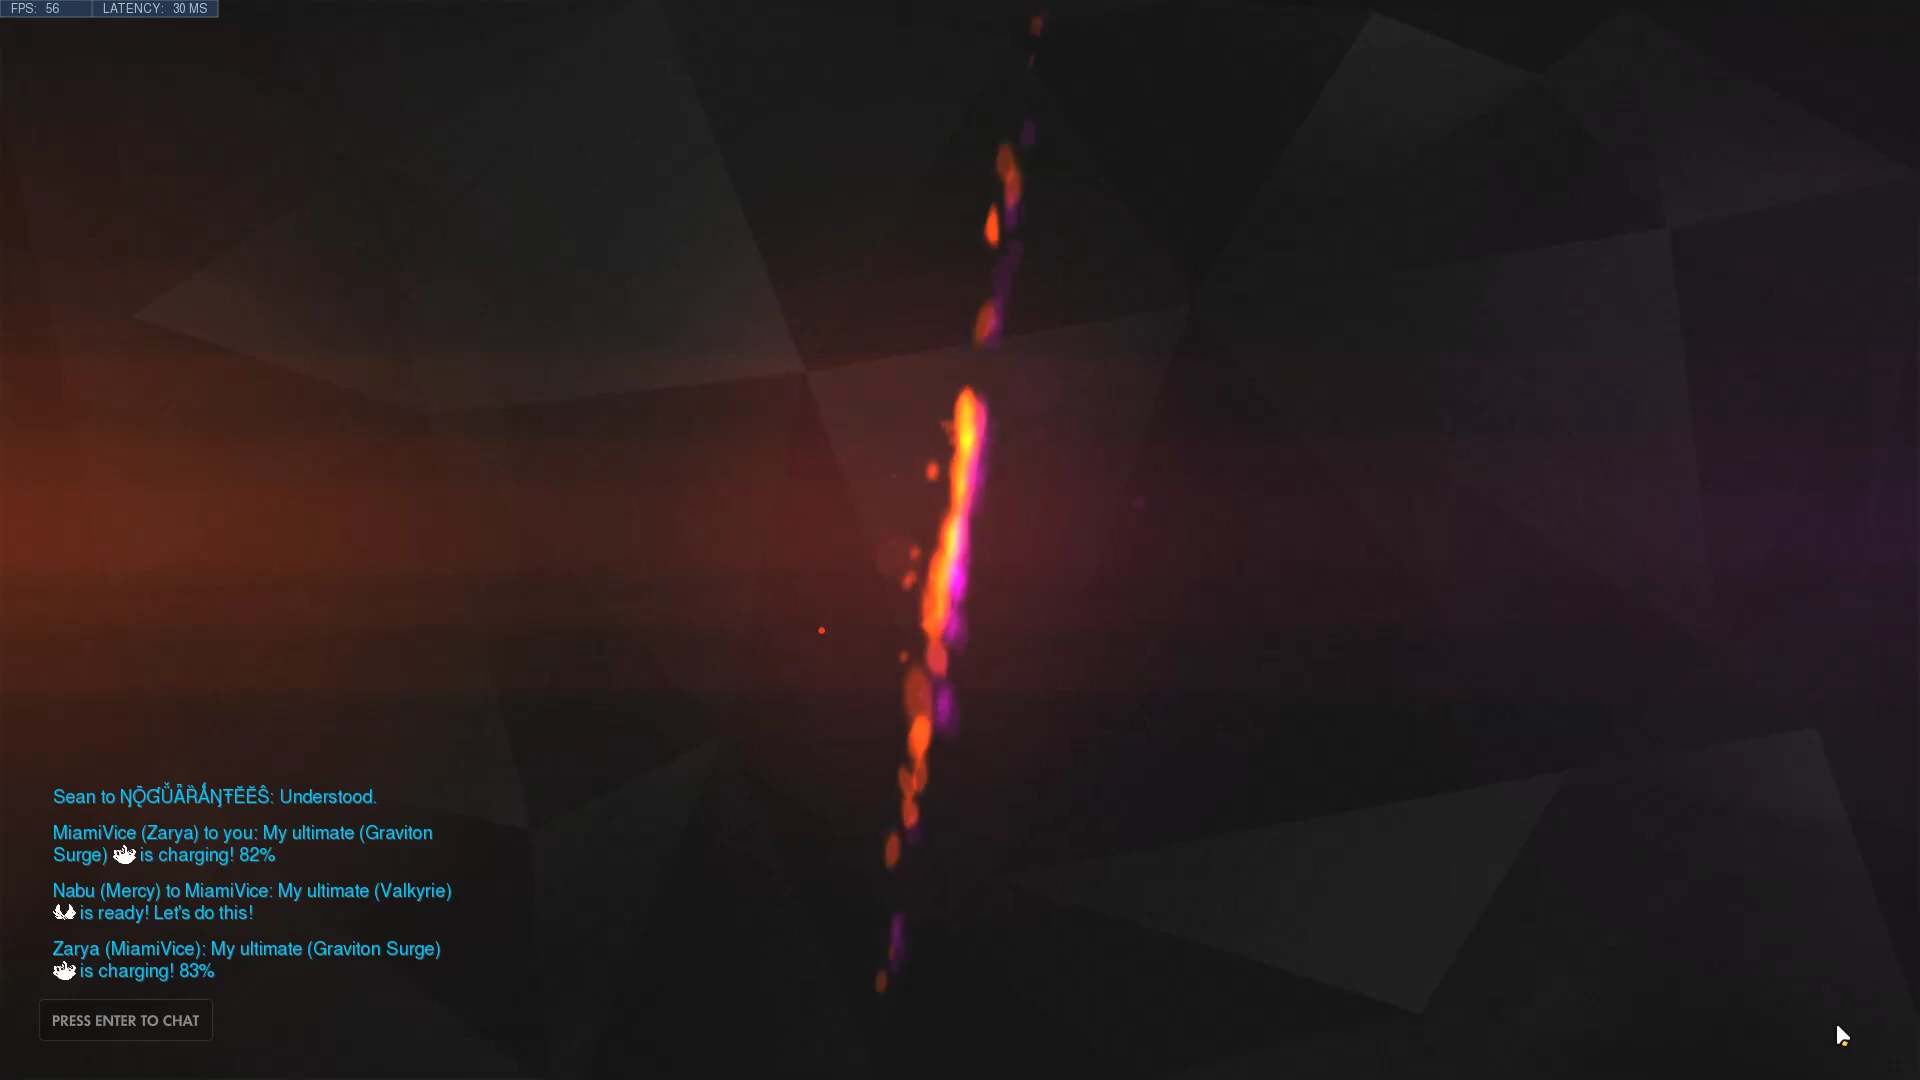 FPS: 56 LATENCY: 30 MS
Sean to
: Understood.
MiamiVice (Zarya) to you: My ultimate (Graviton
Surge) is charging! 82%
Nabu (Mercy) to MiamiVice: My ultimate (Valkyrie)
is ready! Let's do this!
Zarya (MiamiVice): My ultimate (Graviton Surge)
is charging! 83%
PRESS ENTER TO CHAT